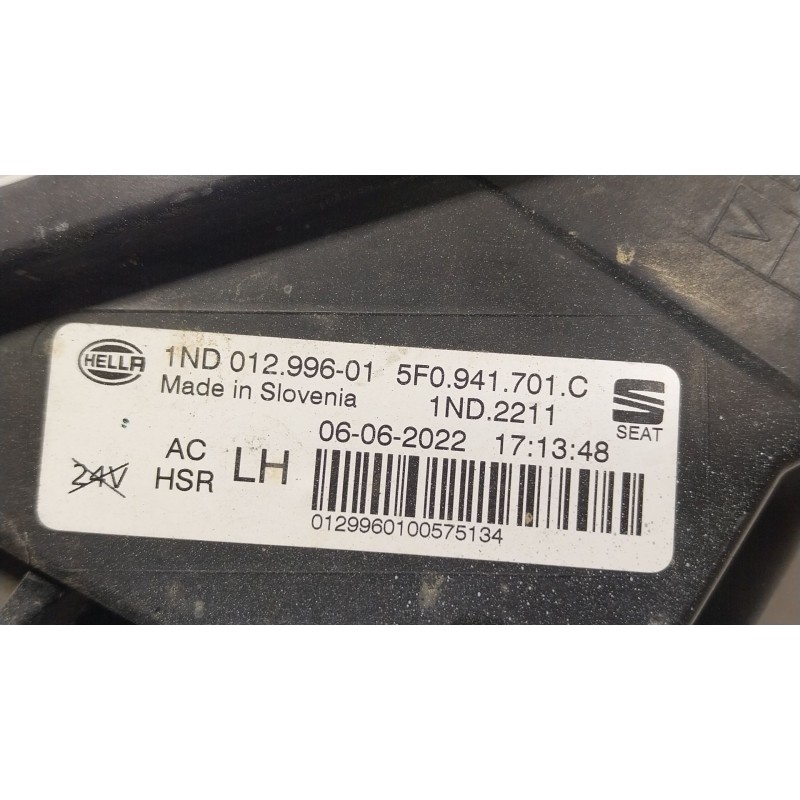 HELLA 1ND 012.996-01 5F0.941.701.C
Made in Slovenia 1ND.2211
SEAT
06-06-2022 17:13:48
24V AC LH
HSR
0129960100575134